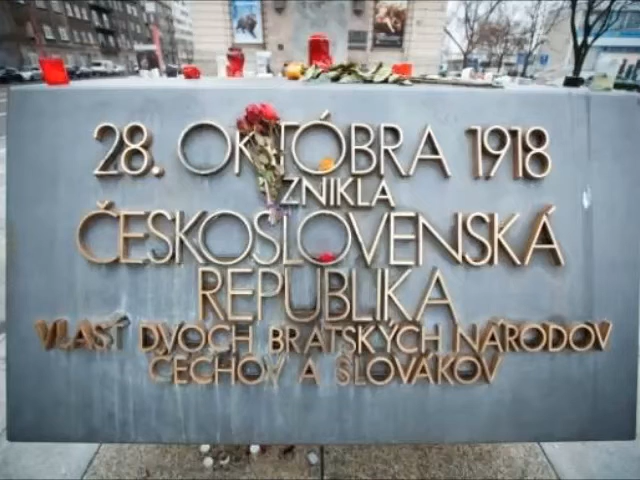 28. OKTÓBRA 1918
VZNIKLA
ČESKOSLOVENSKÁ
REPUBLIKA
VLASŤ DVOCH BRATSKÝCH NÁRODOV
ČECHOV A SLOVÁKOV